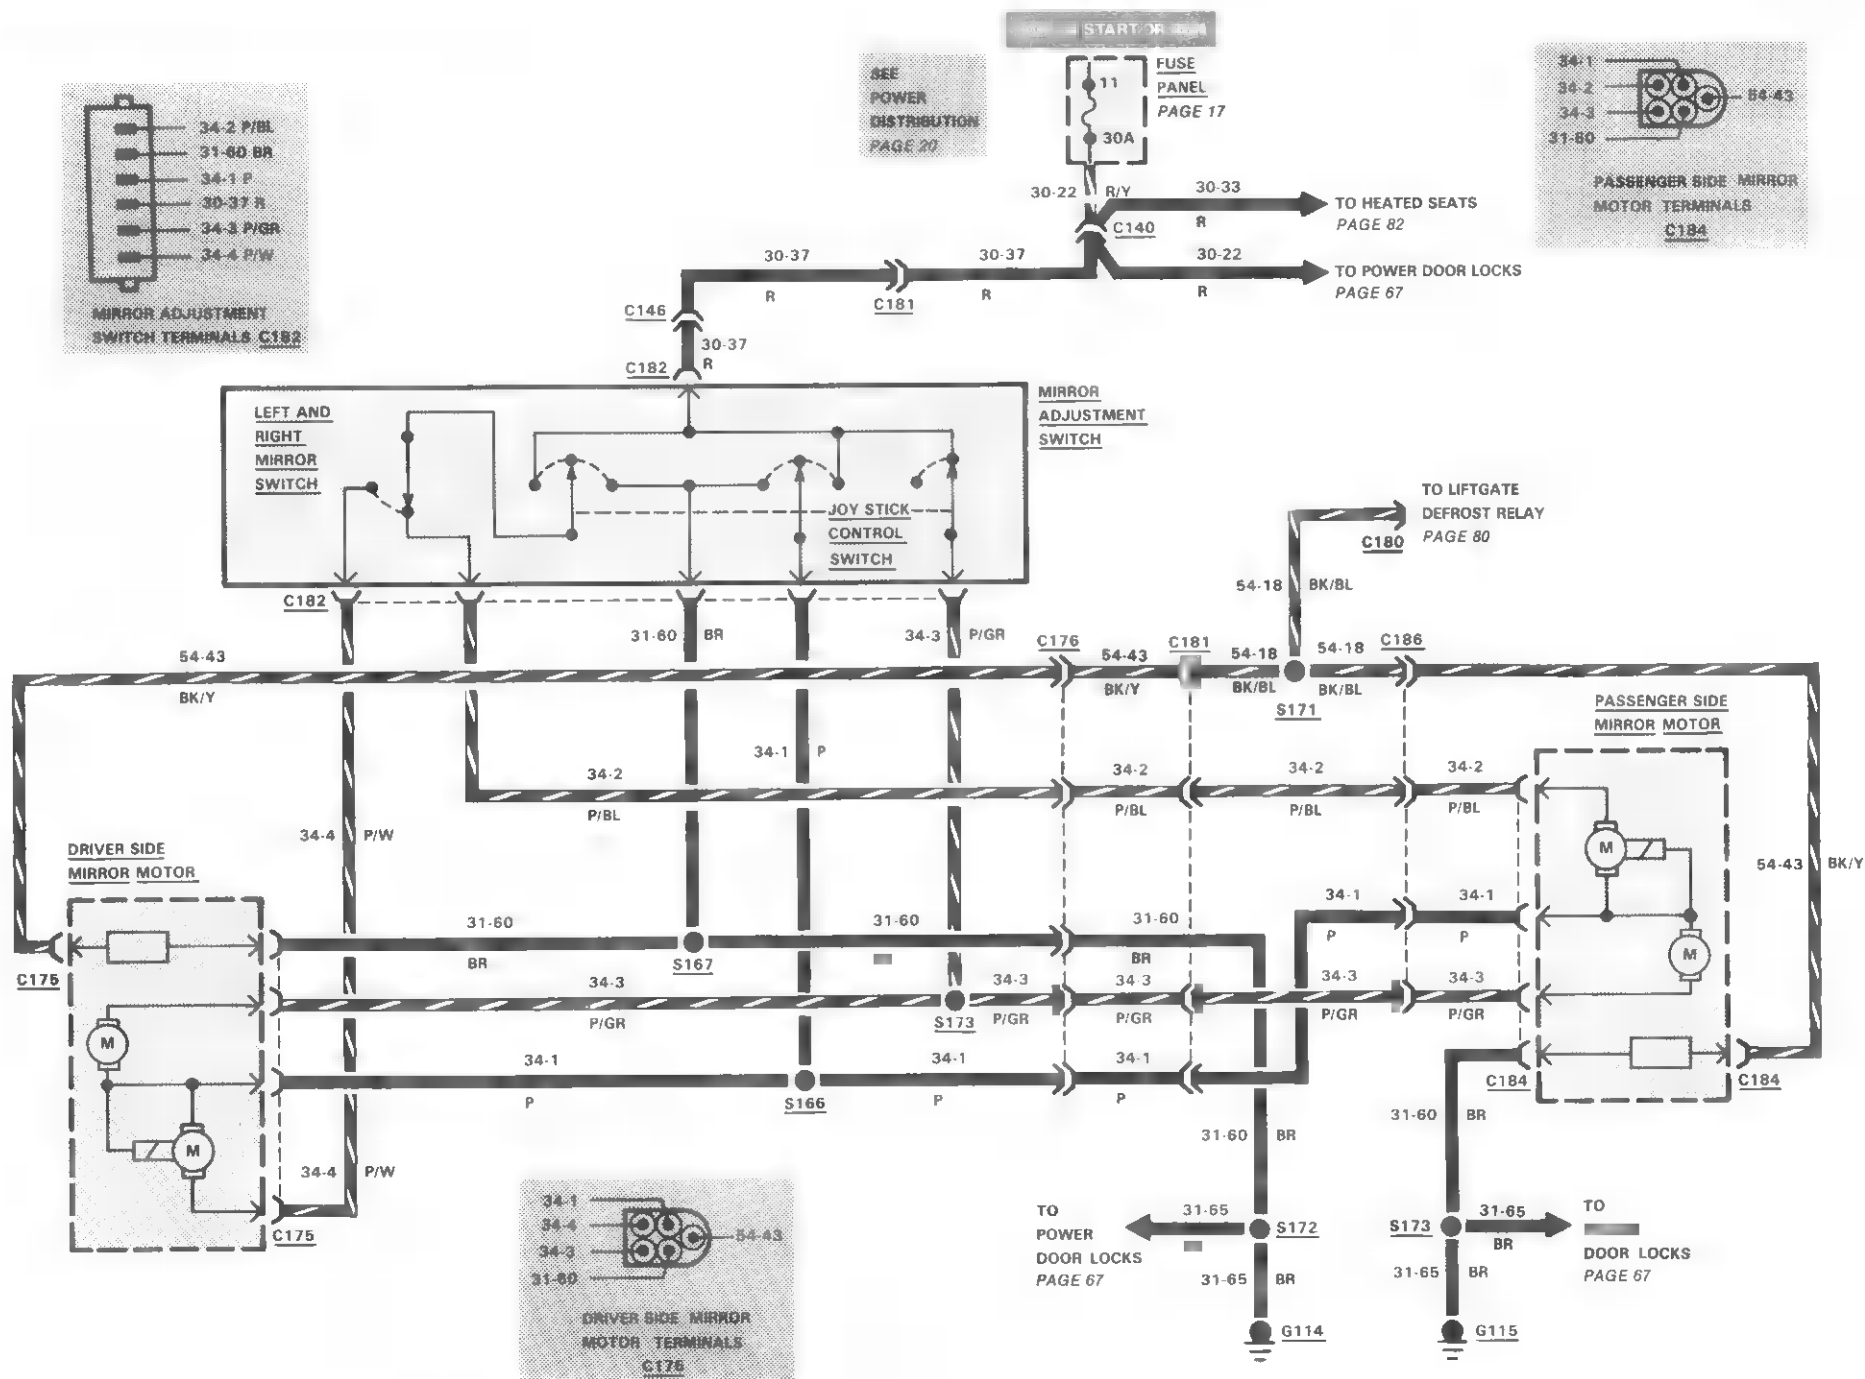 START OR
FUSE
PANEL
PAGE 17
11
30A
SEE
POWER
DISTRIBUTION
PAGE 20
34-1
34-2
34-3
31-60
54-43
PASSENGER SIDE MIRROR
MOTOR TERMINALS
C184
34-2 P/BL
31-60 BR
34-1 P
30-37 R
34-3 P/GR
34-4 P/W
MIRROR ADJUSTMENT
SWITCH TERMINALS C182
30-22 R/Y
30-33
R
TO HEATED SEATS
PAGE 82
C140
30-22
R
TO POWER DOOR LOCKS
PAGE 67
30-37
R
C181
30-37
R
C146
30-37
R
C182
MIRROR
ADJUSTMENT
SWITCH
LEFT AND
RIGHT
MIRROR
SWITCH
JOY STICK
CONTROL
SWITCH
TO LIFTGATE
DEFROST RELAY
PAGE 80
C180
54-18 BK/BL
C182
31-60 BR
34-3 P/GR
54-43
BK/Y
C176
54-43
BK/Y
C181
54-18
BK/BL
S171
54-18
BK/BL
C186
PASSENGER SIDE
MIRROR MOTOR
34-1 P
34-2
P/BL
34-2
P/BL
34-2
P/BL
34-2
P/BL
34-4 P/W
DRIVER SIDE
MIRROR MOTOR
M
54-43 BK/Y
34-1
P
34-1
P
31-60
BR
S167
31-60
31-60
BR
M
C175
34-3
P/GR
S173
34-3
P/GR
34-3
P/GR
34-3
P/GR
34-3
P/GR
M
34-1
P
S166
34-1
P
34-1
P
C184
C184
31-60 BR
31-60 BR
M
34-4 P/W
C175
34-1
34-4
34-3
31-60
54-43
DRIVER SIDE MIRROR
MOTOR TERMINALS
C176
TO
POWER
DOOR LOCKS
PAGE 67
31-65
S172
31-65 BR
G114
S173
31-65
BR
TO
DOOR LOCKS
PAGE 67
31-65 BR
G115